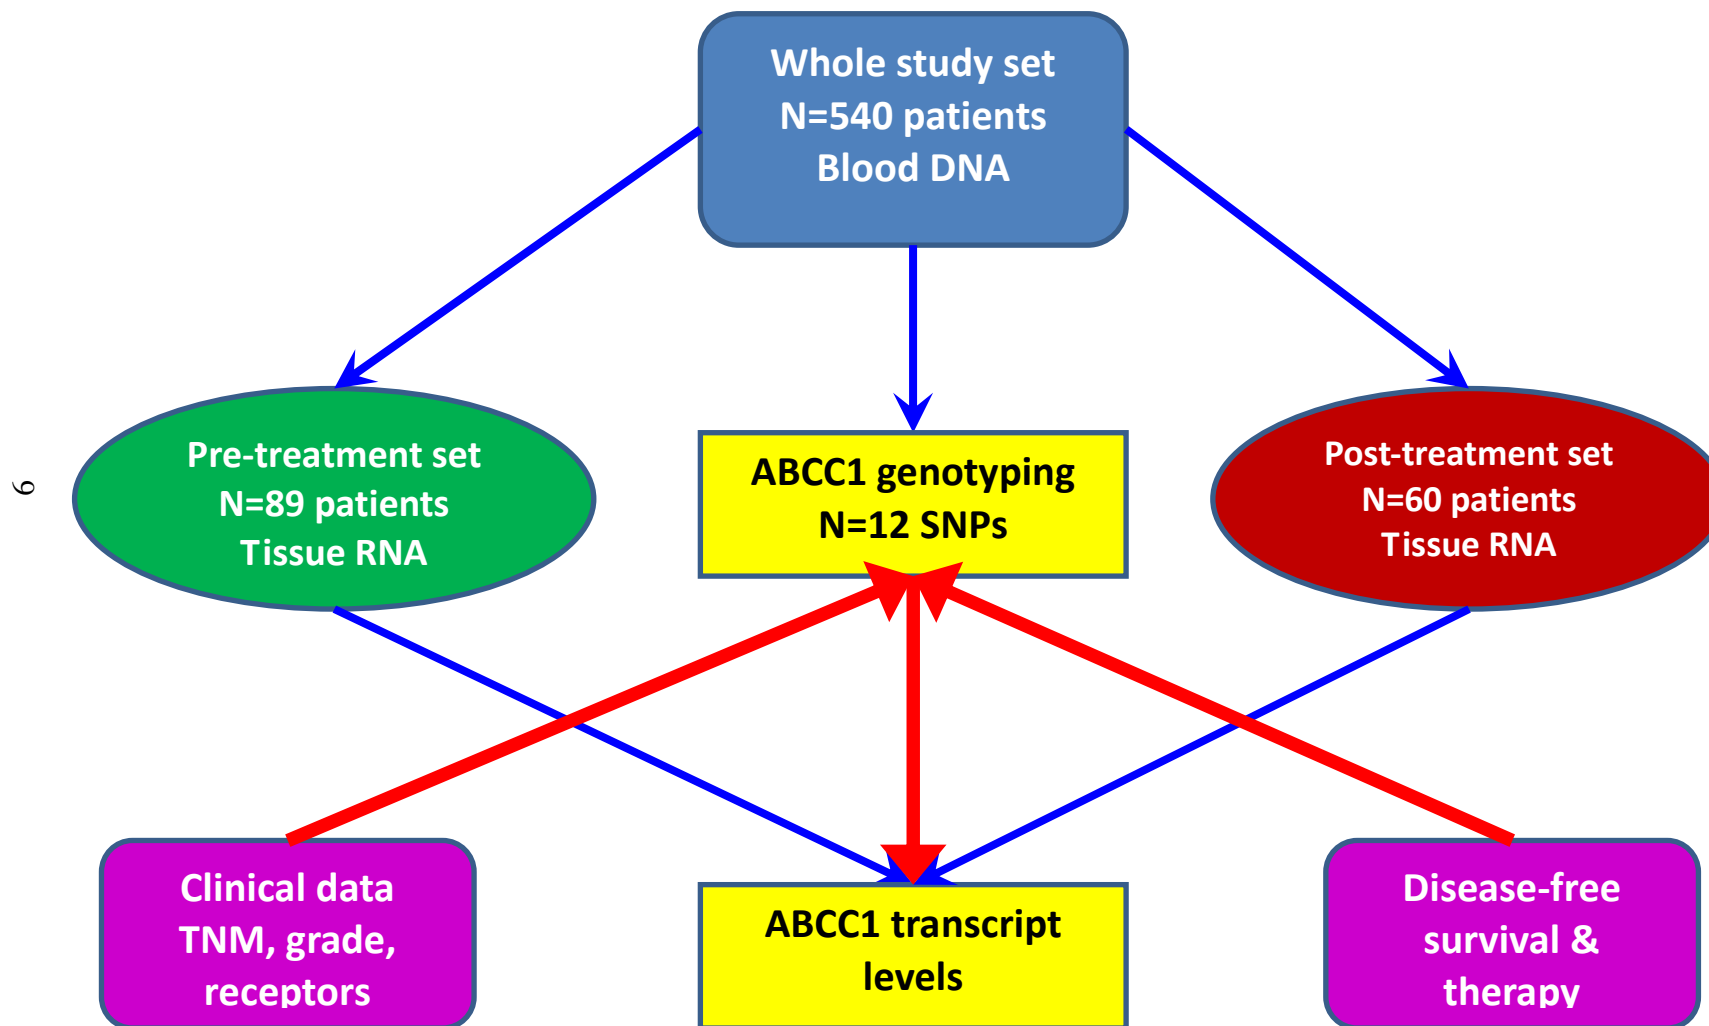 Whole study set
N=540 patients
Blood DNA
Pre-treatment set
N=89 patients
Tissue RNA
ABCC1 genotyping
N=12 SNPs
Post-treatment set
N=60 patients
Tissue RNA
9
Clinical data
TNM, grade,
receptors
ABCC1 transcript
levels
Disease-free
survival &
therapy